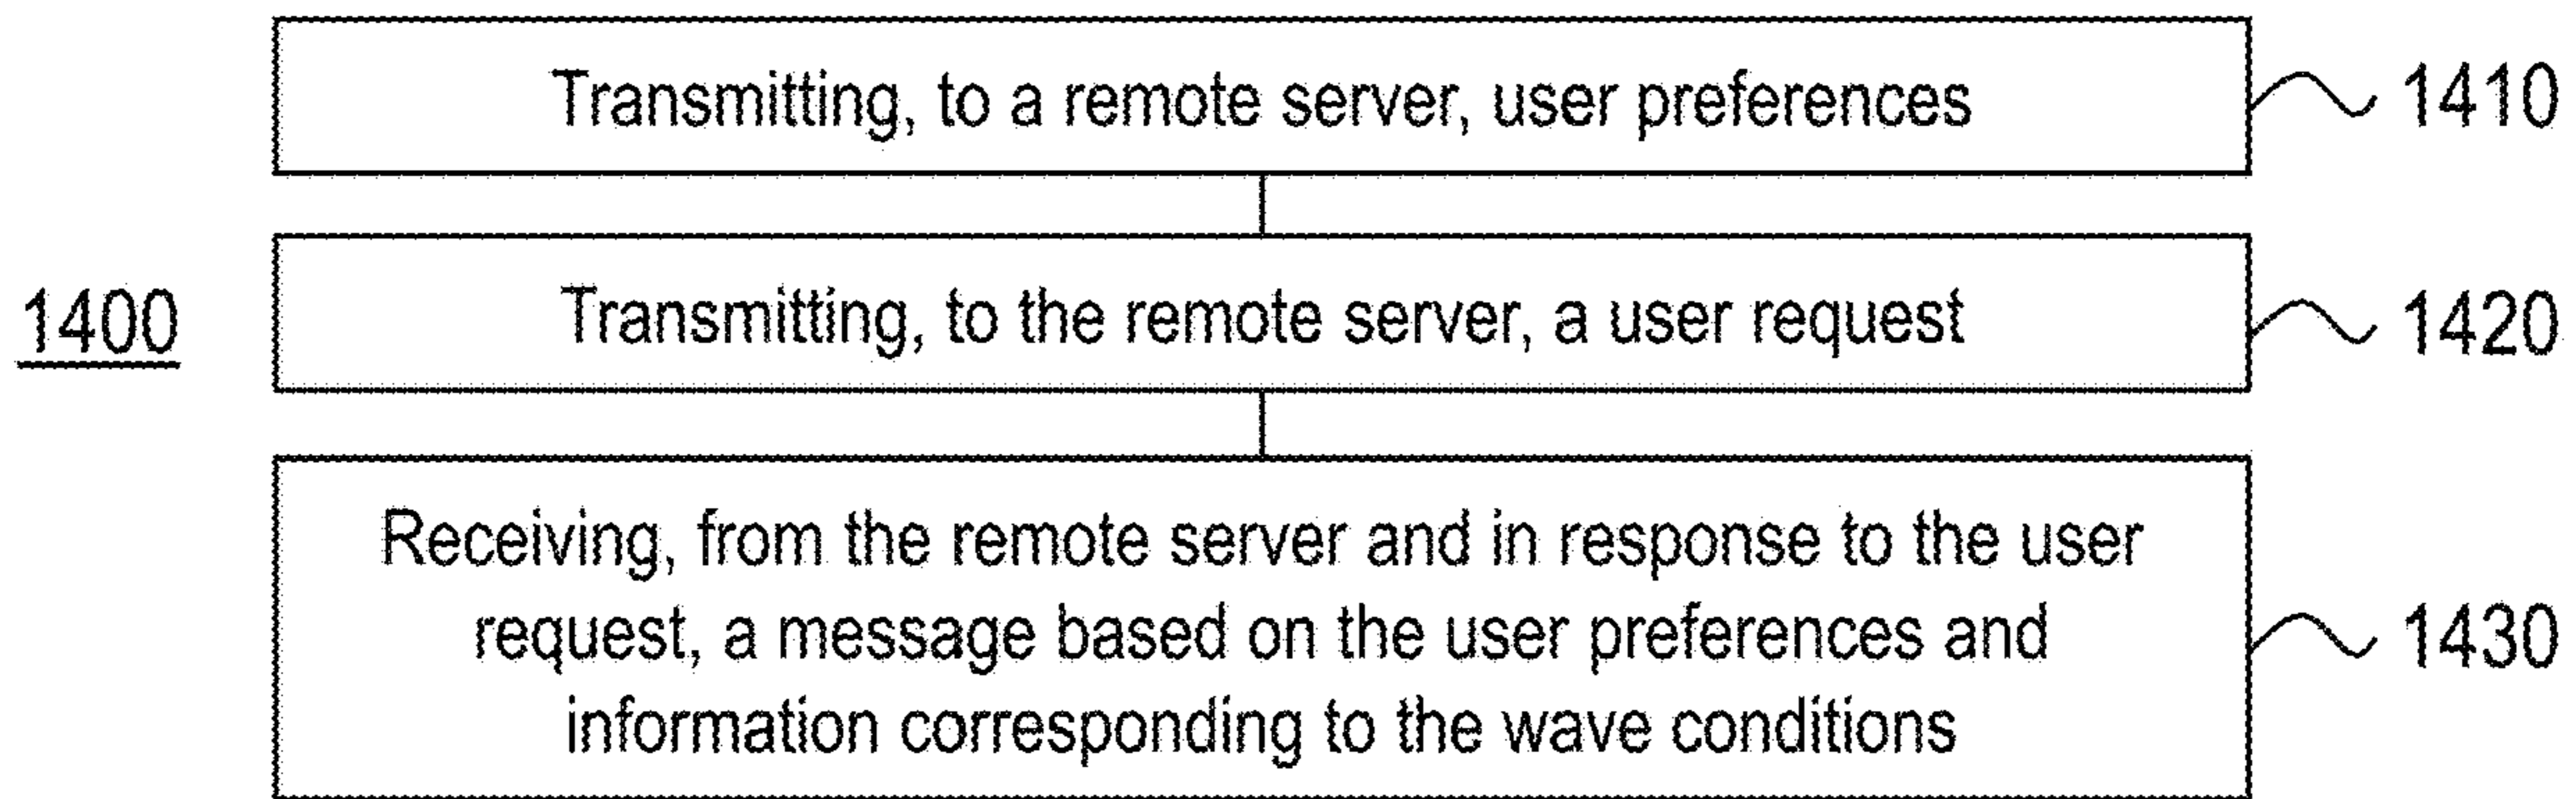 Transmitting, to a remote server, user preferences
1410
1400
Transmitting, to the remote server, a user request
1420
Receiving, from the remote server and in response to the user
request, a message based on the user preferences and
information corresponding to the wave conditions
1430